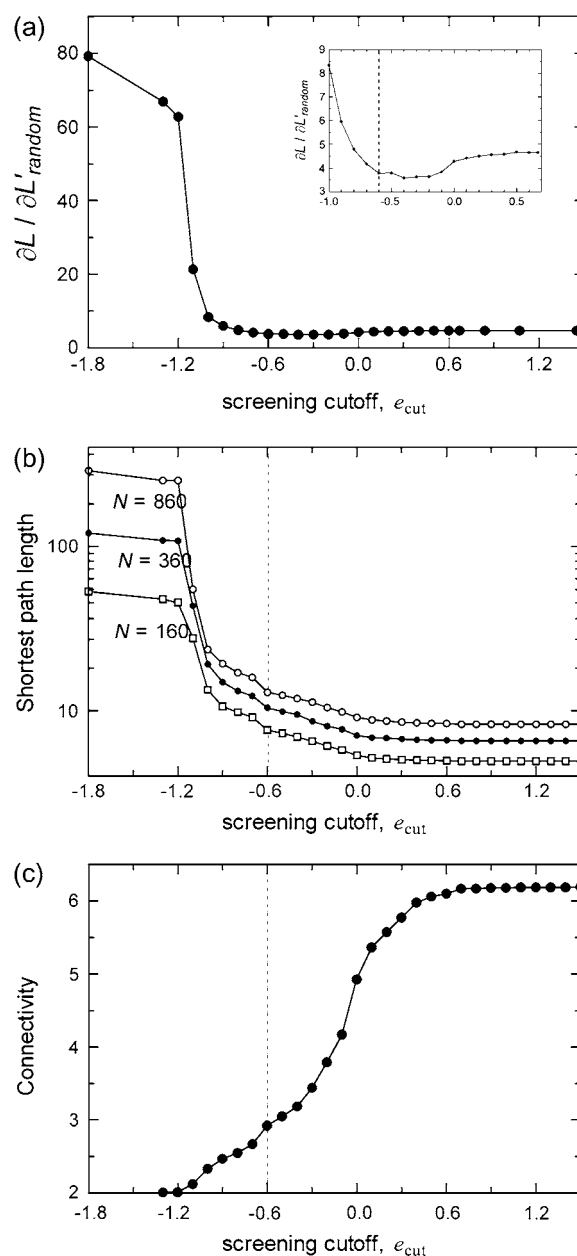 (a)
80
60
40
20
0
∂L / ∂L'random
-1.8 -1.2 -0.6 0.0 0.6 1.2
screening cutoff, ecut
9
8
7
6
5
4
3
∂L / ∂L'random
-1.0 -0.5 0.0 0.5
(b)
100
10
Shortest path length
N = 860
N = 360
N = 160
-1.8 -1.2 -0.6 0.0 0.6 1.2
screening cutoff, ecut
(c)
6
5
4
3
2
Connectivity
-1.8 -1.2 -0.6 0.0 0.6 1.2
screening cutoff, ecut